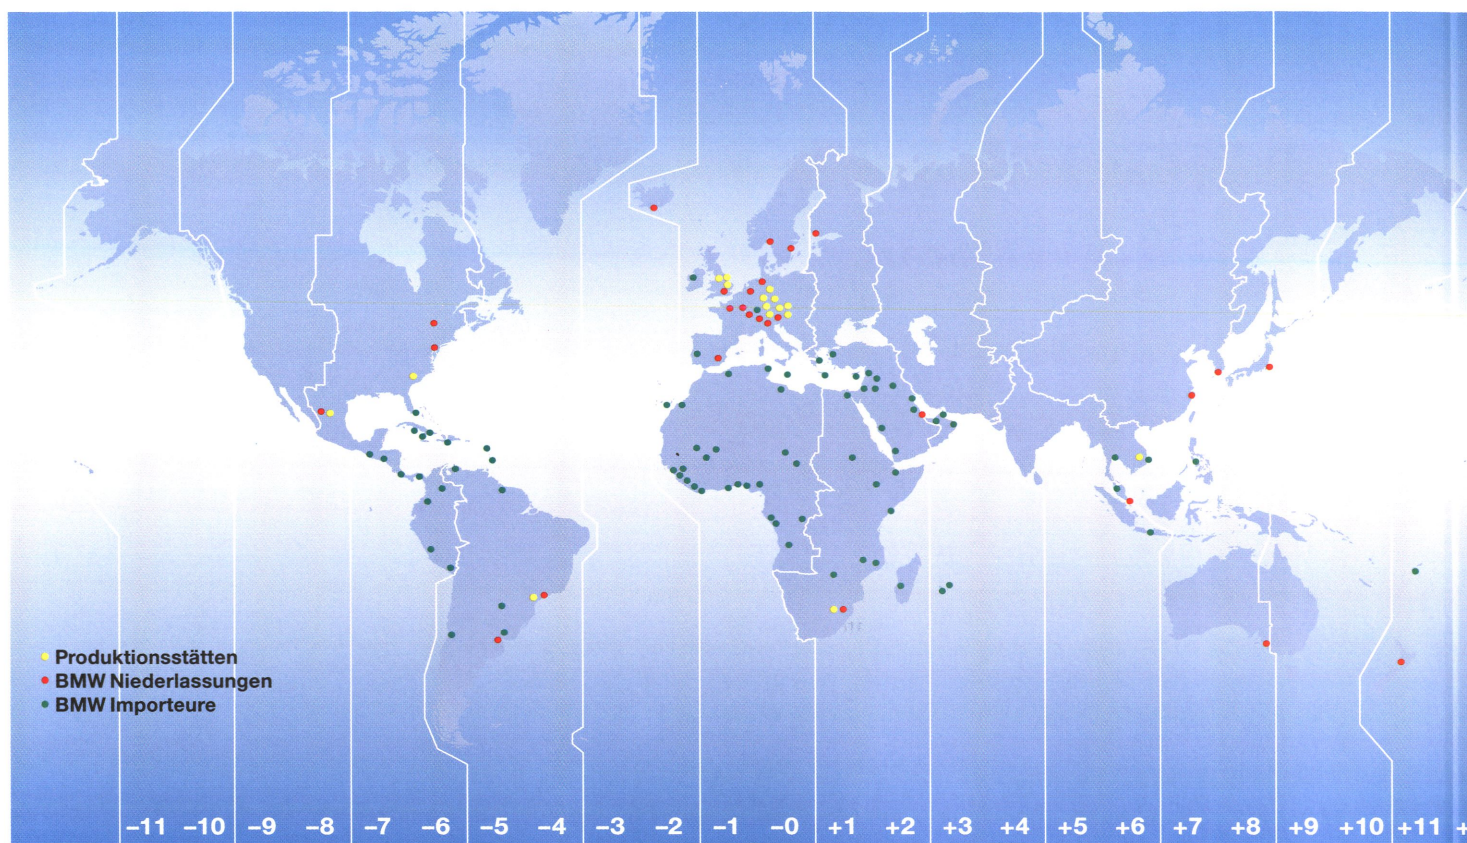 Produktionsstätten
BMW Niederlassungen
BMW Importeure
–11 –10 –9 –8 –7 –6 –5 –4 –3 –2 –1 –0 +1 +2 +3 +4 +5 +6 +7 +8 +9 +10 +11 +